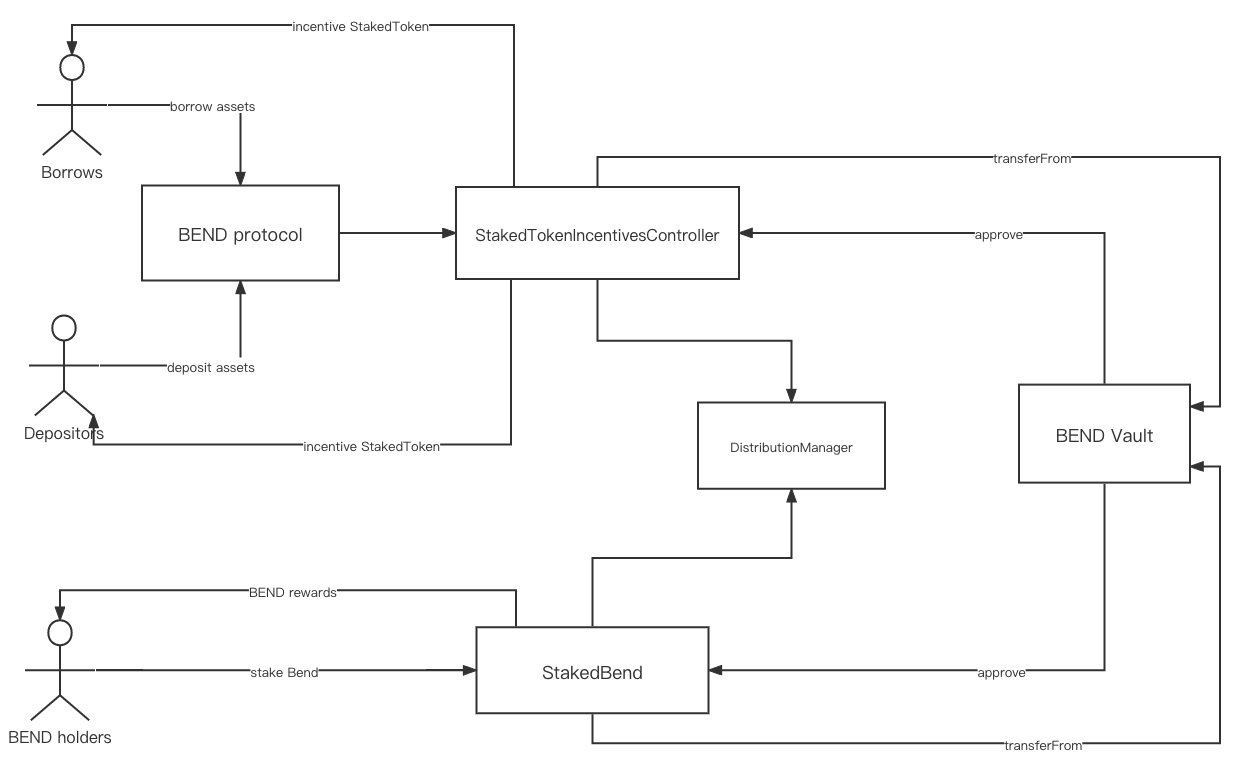 incentive StakedToken
borrow assets
Borrows
transferFrom
BEND protocol
StakedTokenIncentivesController
approve
deposit assets
Depositors
incentive StakedToken
DistributionManager
BEND Vault
BEND rewards
stake Bend
StakedBend
approve
BEND holders
transferFrom